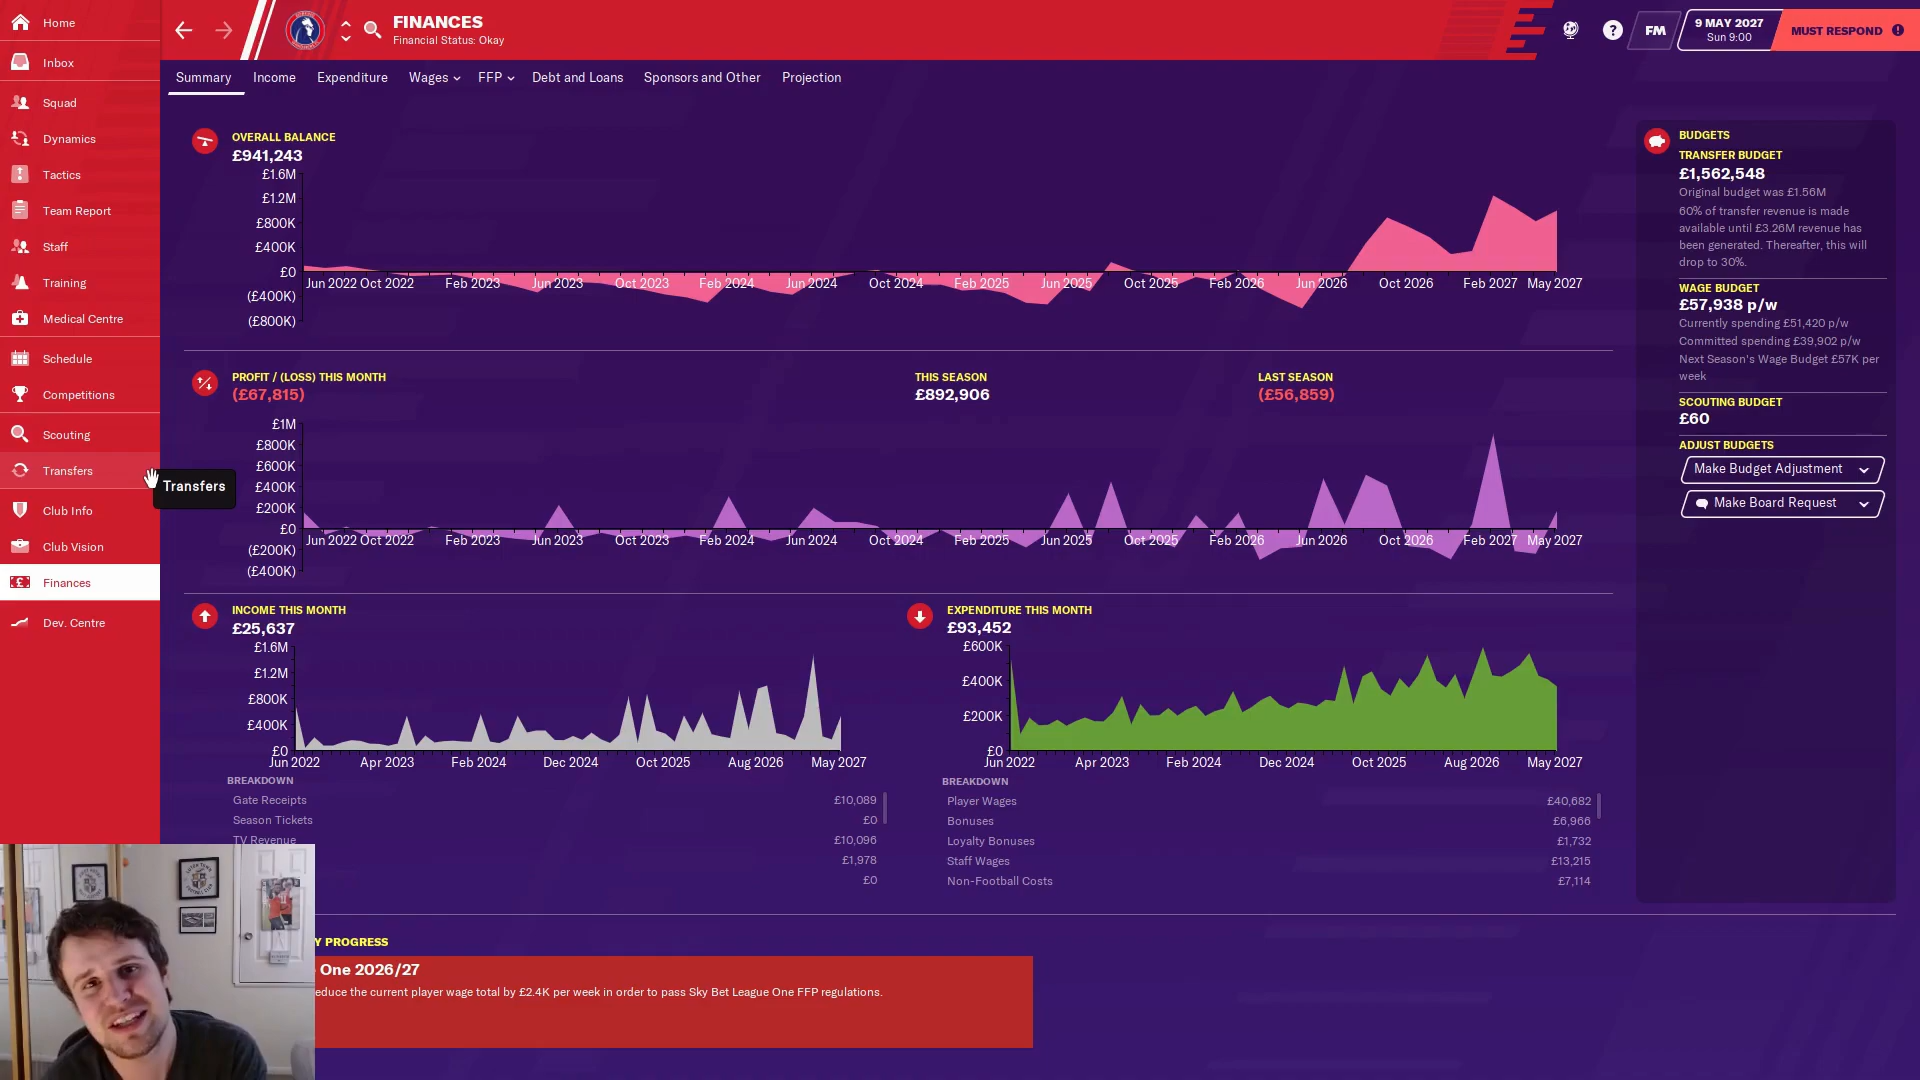 Home
Inbox
Squad
Dynamics
Tactics
Team Report
Staff
Training
Medical Centre
Schedule
Competitions
Scouting
Transfers
Transfers
Club Info
Club Vision
Finances
Dev. Centre
FINANCES
Financial Status: Okay
?
FM
9 MAY 2027
Sun 9:00
MUST RESPOND
Summary Income Expenditure Wages FFP Debt and Loans Sponsors and Other Projection
OVERALL BALANCE
£941,243
£1.6M
£1.2M
£800K
£400K
£0
(£400K)
(£800K)
Jun 2022 Oct 2022 Feb 2023 Jun 2023 Oct 2023 Feb 2024 Jun 2024 Oct 2024 Feb 2025 Jun 2025 Oct 2025 Feb 2026 Jun 2026 Oct 2026 Feb 2027 May 2027
PROFIT / (LOSS) THIS MONTH
(£67,815)
THIS SEASON
£892,906
LAST SEASON
(£56,859)
£1M
£800K
£600K
£400K
£200K
£0
(£200K)
(£400K)
Jun 2022 Oct 2022 Feb 2023 Jun 2023 Oct 2023 Feb 2024 Jun 2024 Oct 2024 Feb 2025 Jun 2025 Oct 2025 Feb 2026 Jun 2026 Oct 2026 Feb 2027 May 2027
INCOME THIS MONTH
£25,637
£1.6M
£1.2M
£800K
£400K
£0
Jun 2022 Apr 2023 Feb 2024 Dec 2024 Oct 2025 Aug 2026 May 2027
BREAKDOWN
Gate Receipts £10,089
Season Tickets £0
TV Revenue £10,096
£1,978
£0
EXPENDITURE THIS MONTH
£93,452
£600K
£400K
£200K
£0
Jun 2022 Apr 2023 Feb 2024 Dec 2024 Oct 2025 Aug 2026 May 2027
BREAKDOWN
Player Wages £40,682
Bonuses £6,966
Loyalty Bonuses £1,732
Staff Wages £13,215
Non-Football Costs £7,114
Y PROGRESS
One 2026/27
educe the current player wage total by £2.4K per week in order to pass Sky Bet League One FFP regulations.
BUDGETS
TRANSFER BUDGET
£1,562,548
Original budget was £1.56M
60% of transfer revenue is made
available until £3.26M revenue has
been generated. Thereafter, this will
drop to 30%.
WAGE BUDGET
£57,938 p/w
Currently spending £51,420 p/w
Committed spending £39,902 p/w
Next Season's Wage Budget £57K per
week
SCOUTING BUDGET
£60
ADJUST BUDGETS
Make Budget Adjustment
Make Board Request